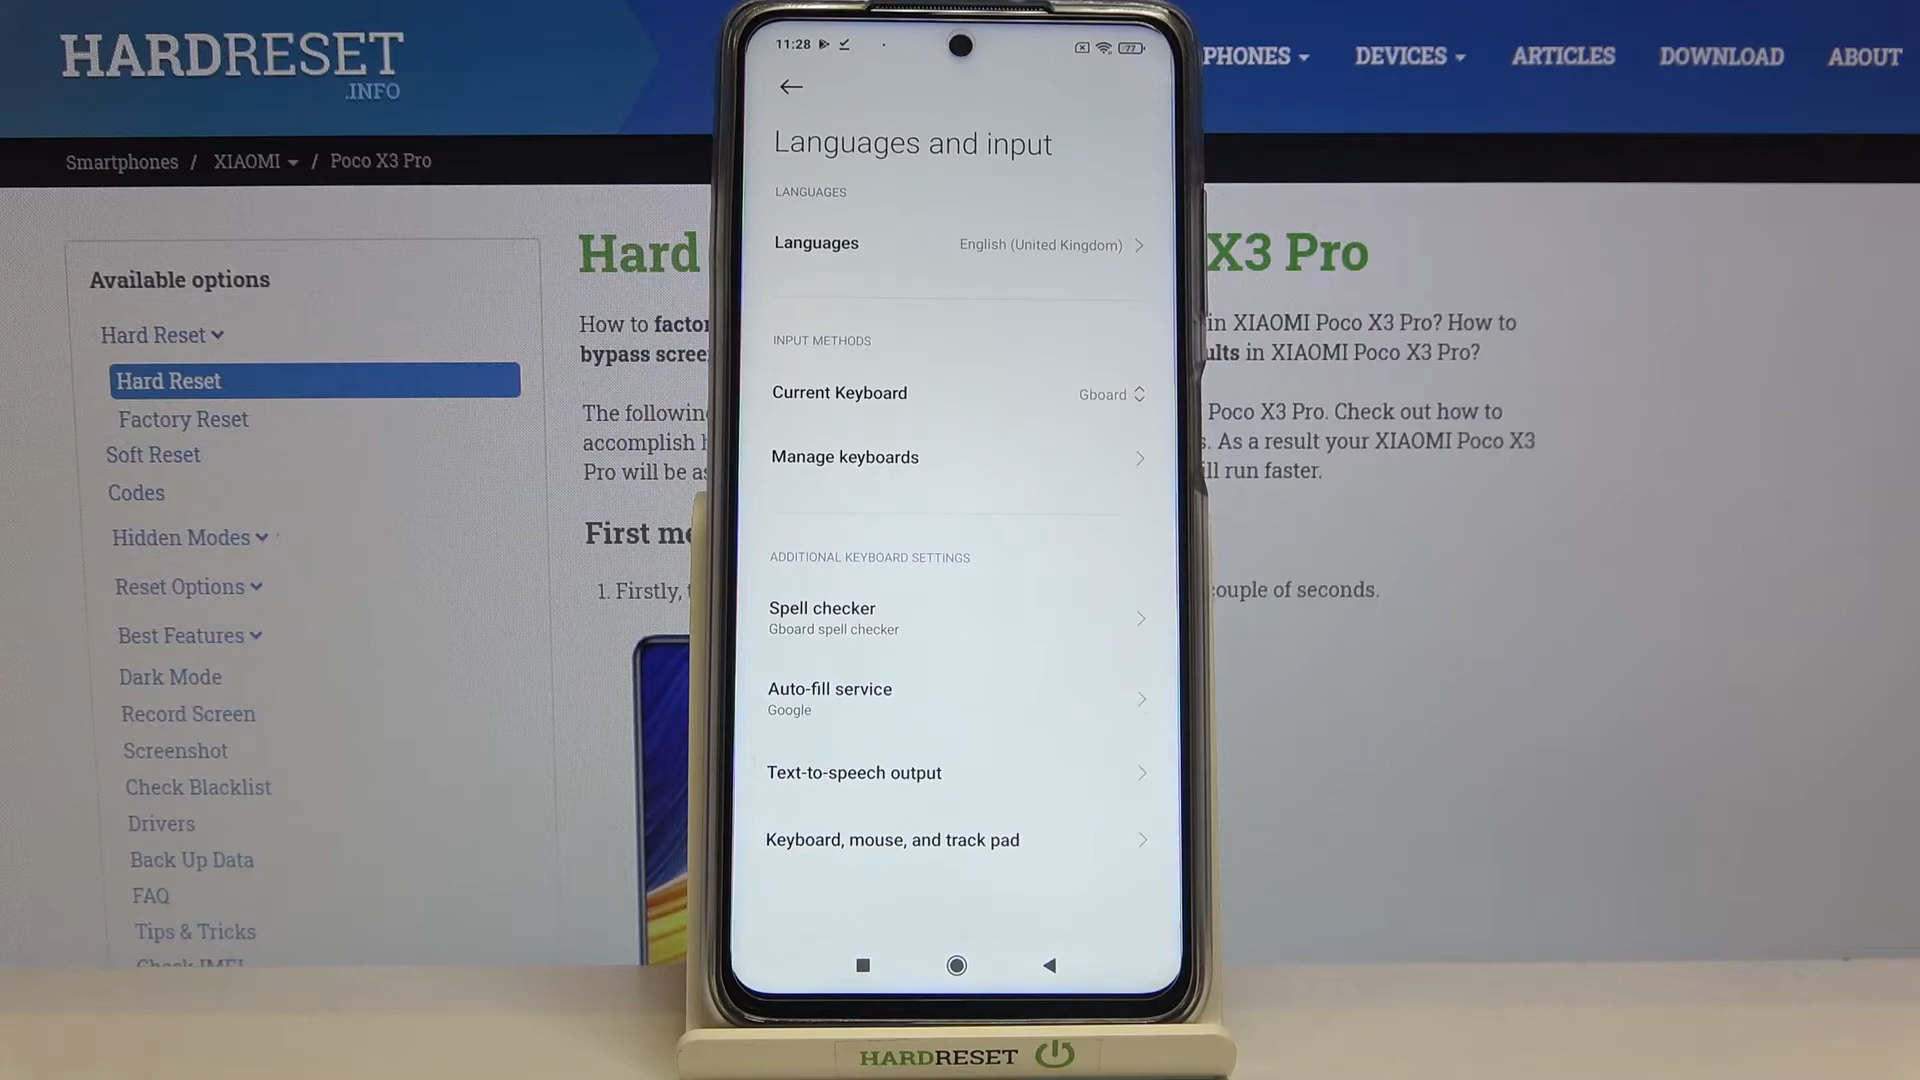 HARDRESET
.INFO
PHONES
DEVICES
ARTICLES
DOWNLOAD
ABOUT
Smartphones / XIAOMI / Poco X3 Pro
Available options
Hard Reset
Hard Reset
Factory Reset
Soft Reset
Codes
Hidden Modes
Reset Options
Best Features
Dark Mode
Record Screen
Screenshot
Check Blacklist
Drivers
Back Up Data
FAQ
Tips & Tricks
Check IMEI
Hard
X3 Pro
How to
in XIAOMI Poco X3 Pro? How to
bypass
in XIAOMI Poco X3 Pro?
The
Poco X3 Pro. Check out how to
accomplish
As a result your XIAOMI Poco X3
Pro will be
run faster.
First
1. Firstly,
couple of seconds.
11:28
77
Languages and input
LANGUAGES
Languages English (United Kingdom)
INPUT METHODS
Current Keyboard Gboard
Manage keyboards
ADDITIONAL KEYBOARD SETTINGS
Spell checker
Gboard spell checker
Auto-fill service
Google
Text-to-speech output
Keyboard, mouse, and track pad
HARDRESET